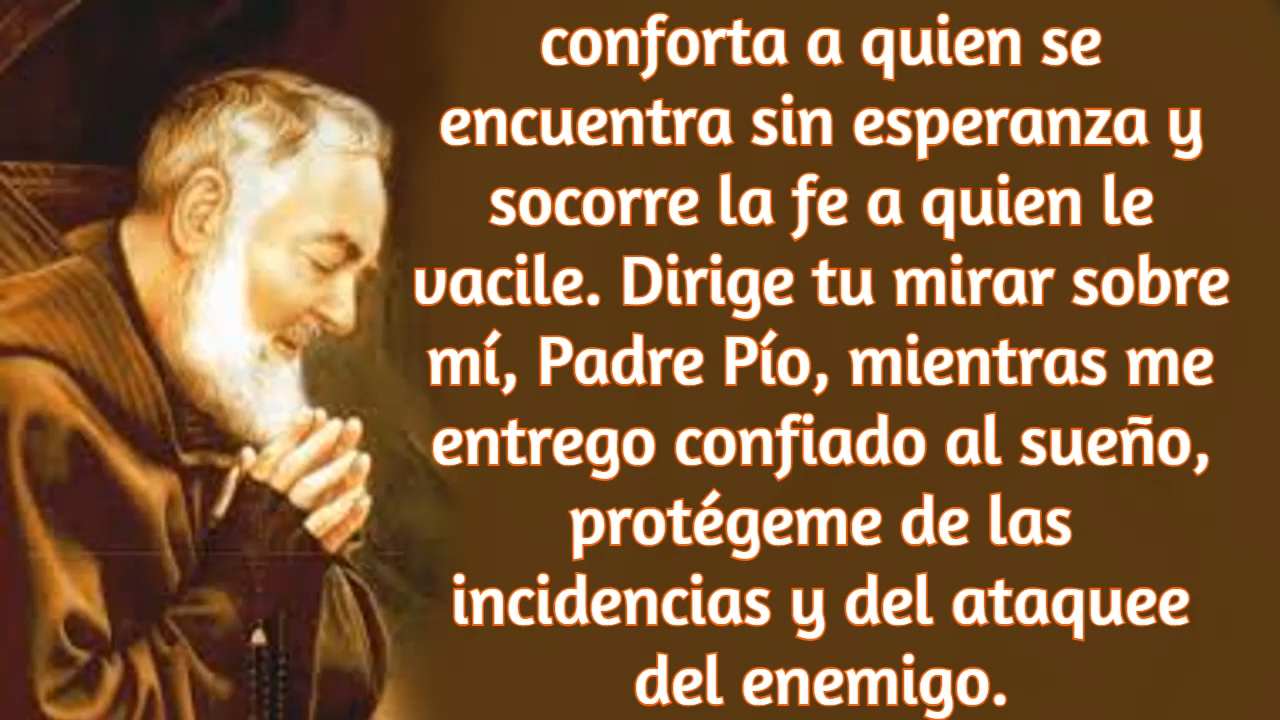 conforta a quien se
encuentra sin esperanza y
socorre la fe a quien le
vacile. Dirige tu mirar sobre
mí, Padre Pío, mientras me
entrego confiado al sueño,
protégeme de las
incidencias y del ataquee
del enemigo.